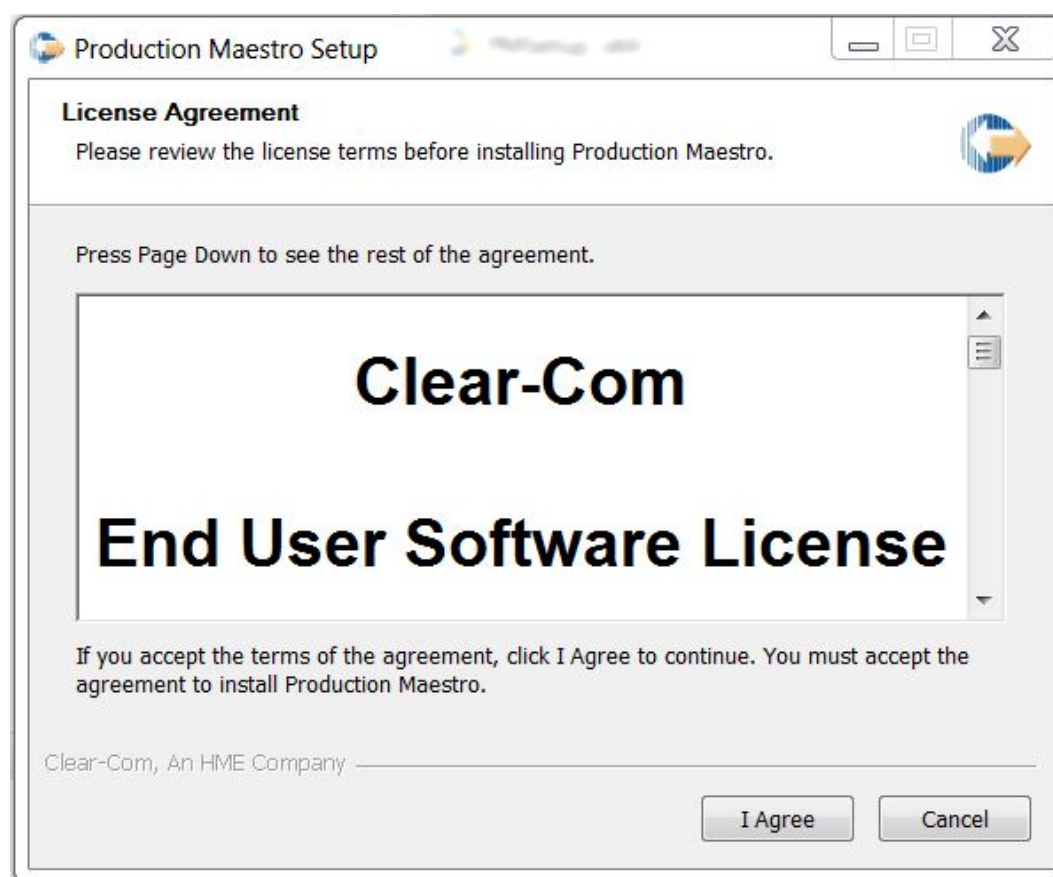 Production Maestro Setup
License Agreement
Please review the license terms before installing Production Maestro.
Press Page Down to see the rest of the agreement.
Clear-Com
End User Software License
If you accept the terms of the agreement, click I Agree to continue. You must accept the
agreement to install Production Maestro.
Clear-Com, An HME Company
I Agree
Cancel